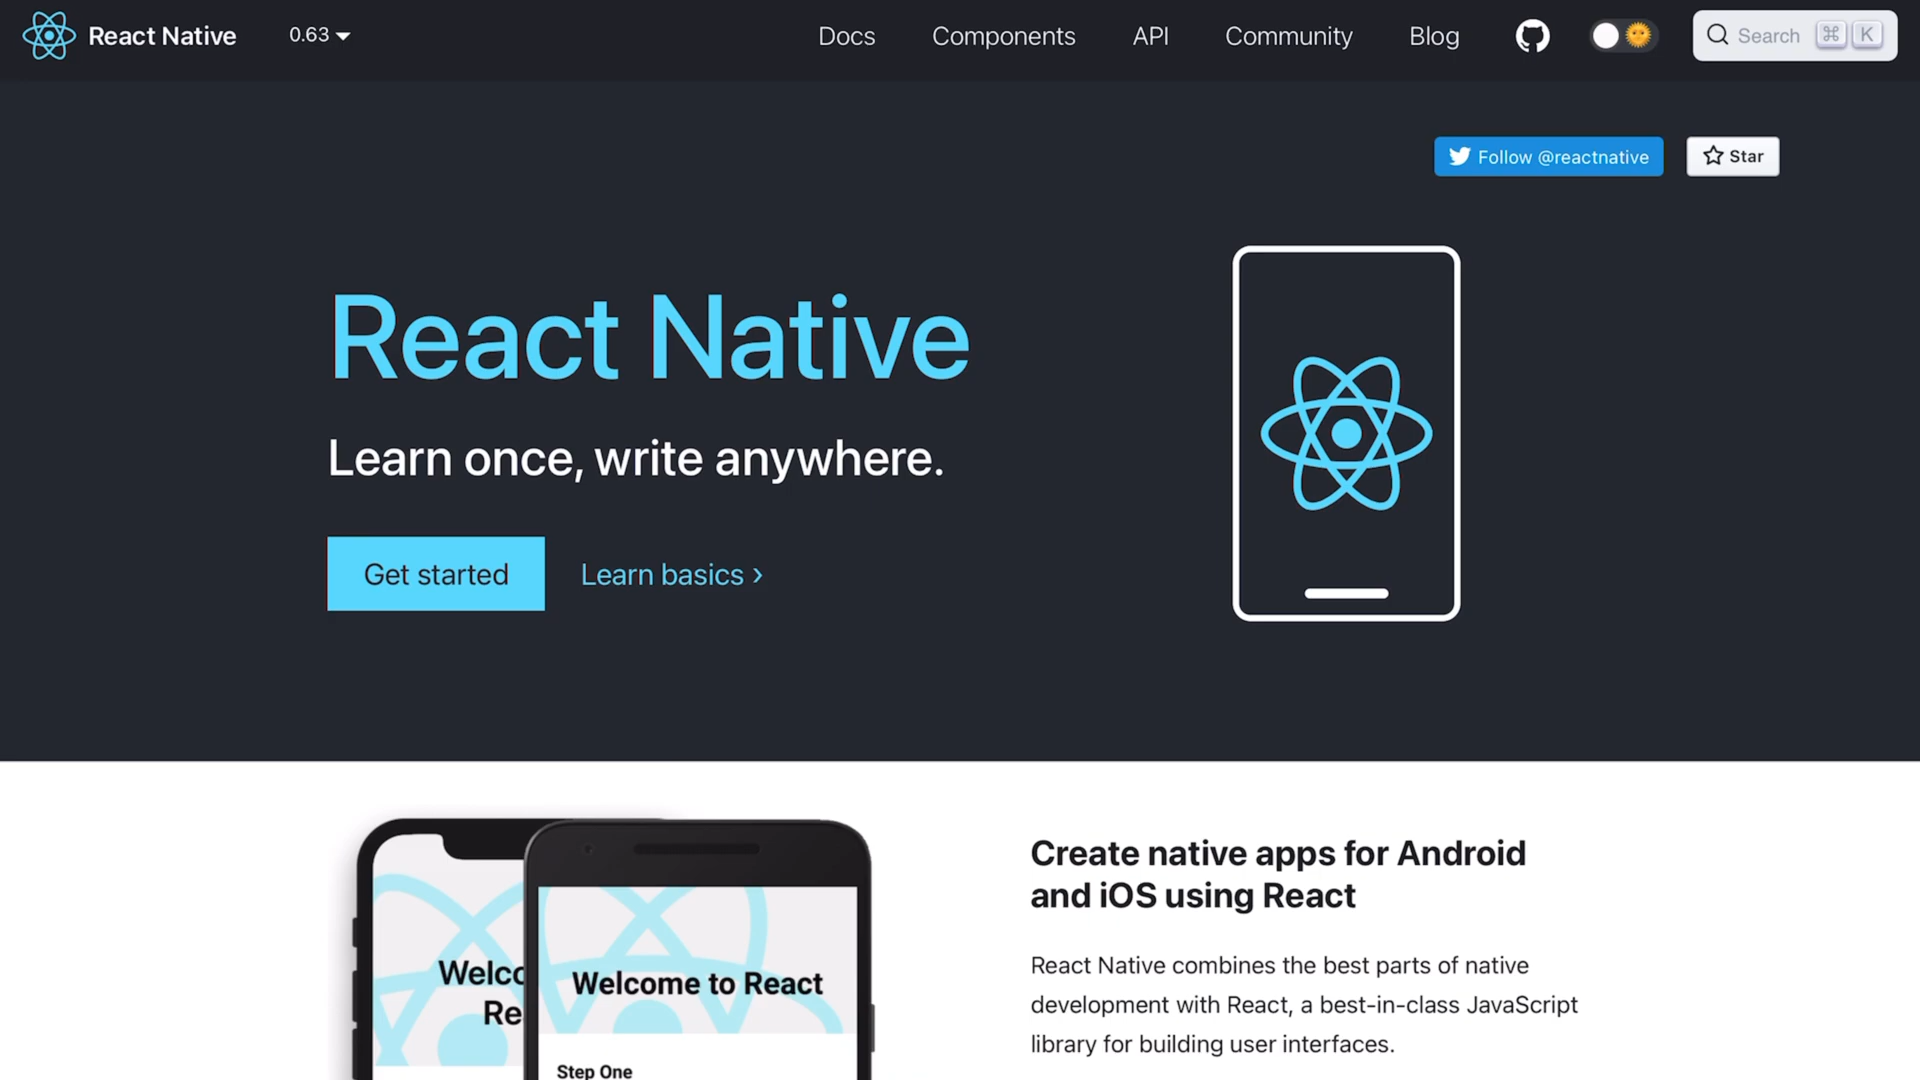 React Native
0.63
Docs
Components
API
Community
Blog
Search
⌘ K
Follow @reactnative
Star
React Native
Learn once, write anywhere.
Get started
Learn basics ›
Create native apps for Android
and iOS using React
React Native combines the best parts of native
development with React, a best-in-class JavaScript
library for building user interfaces.
Welco
Re
Welcome to React
Step One